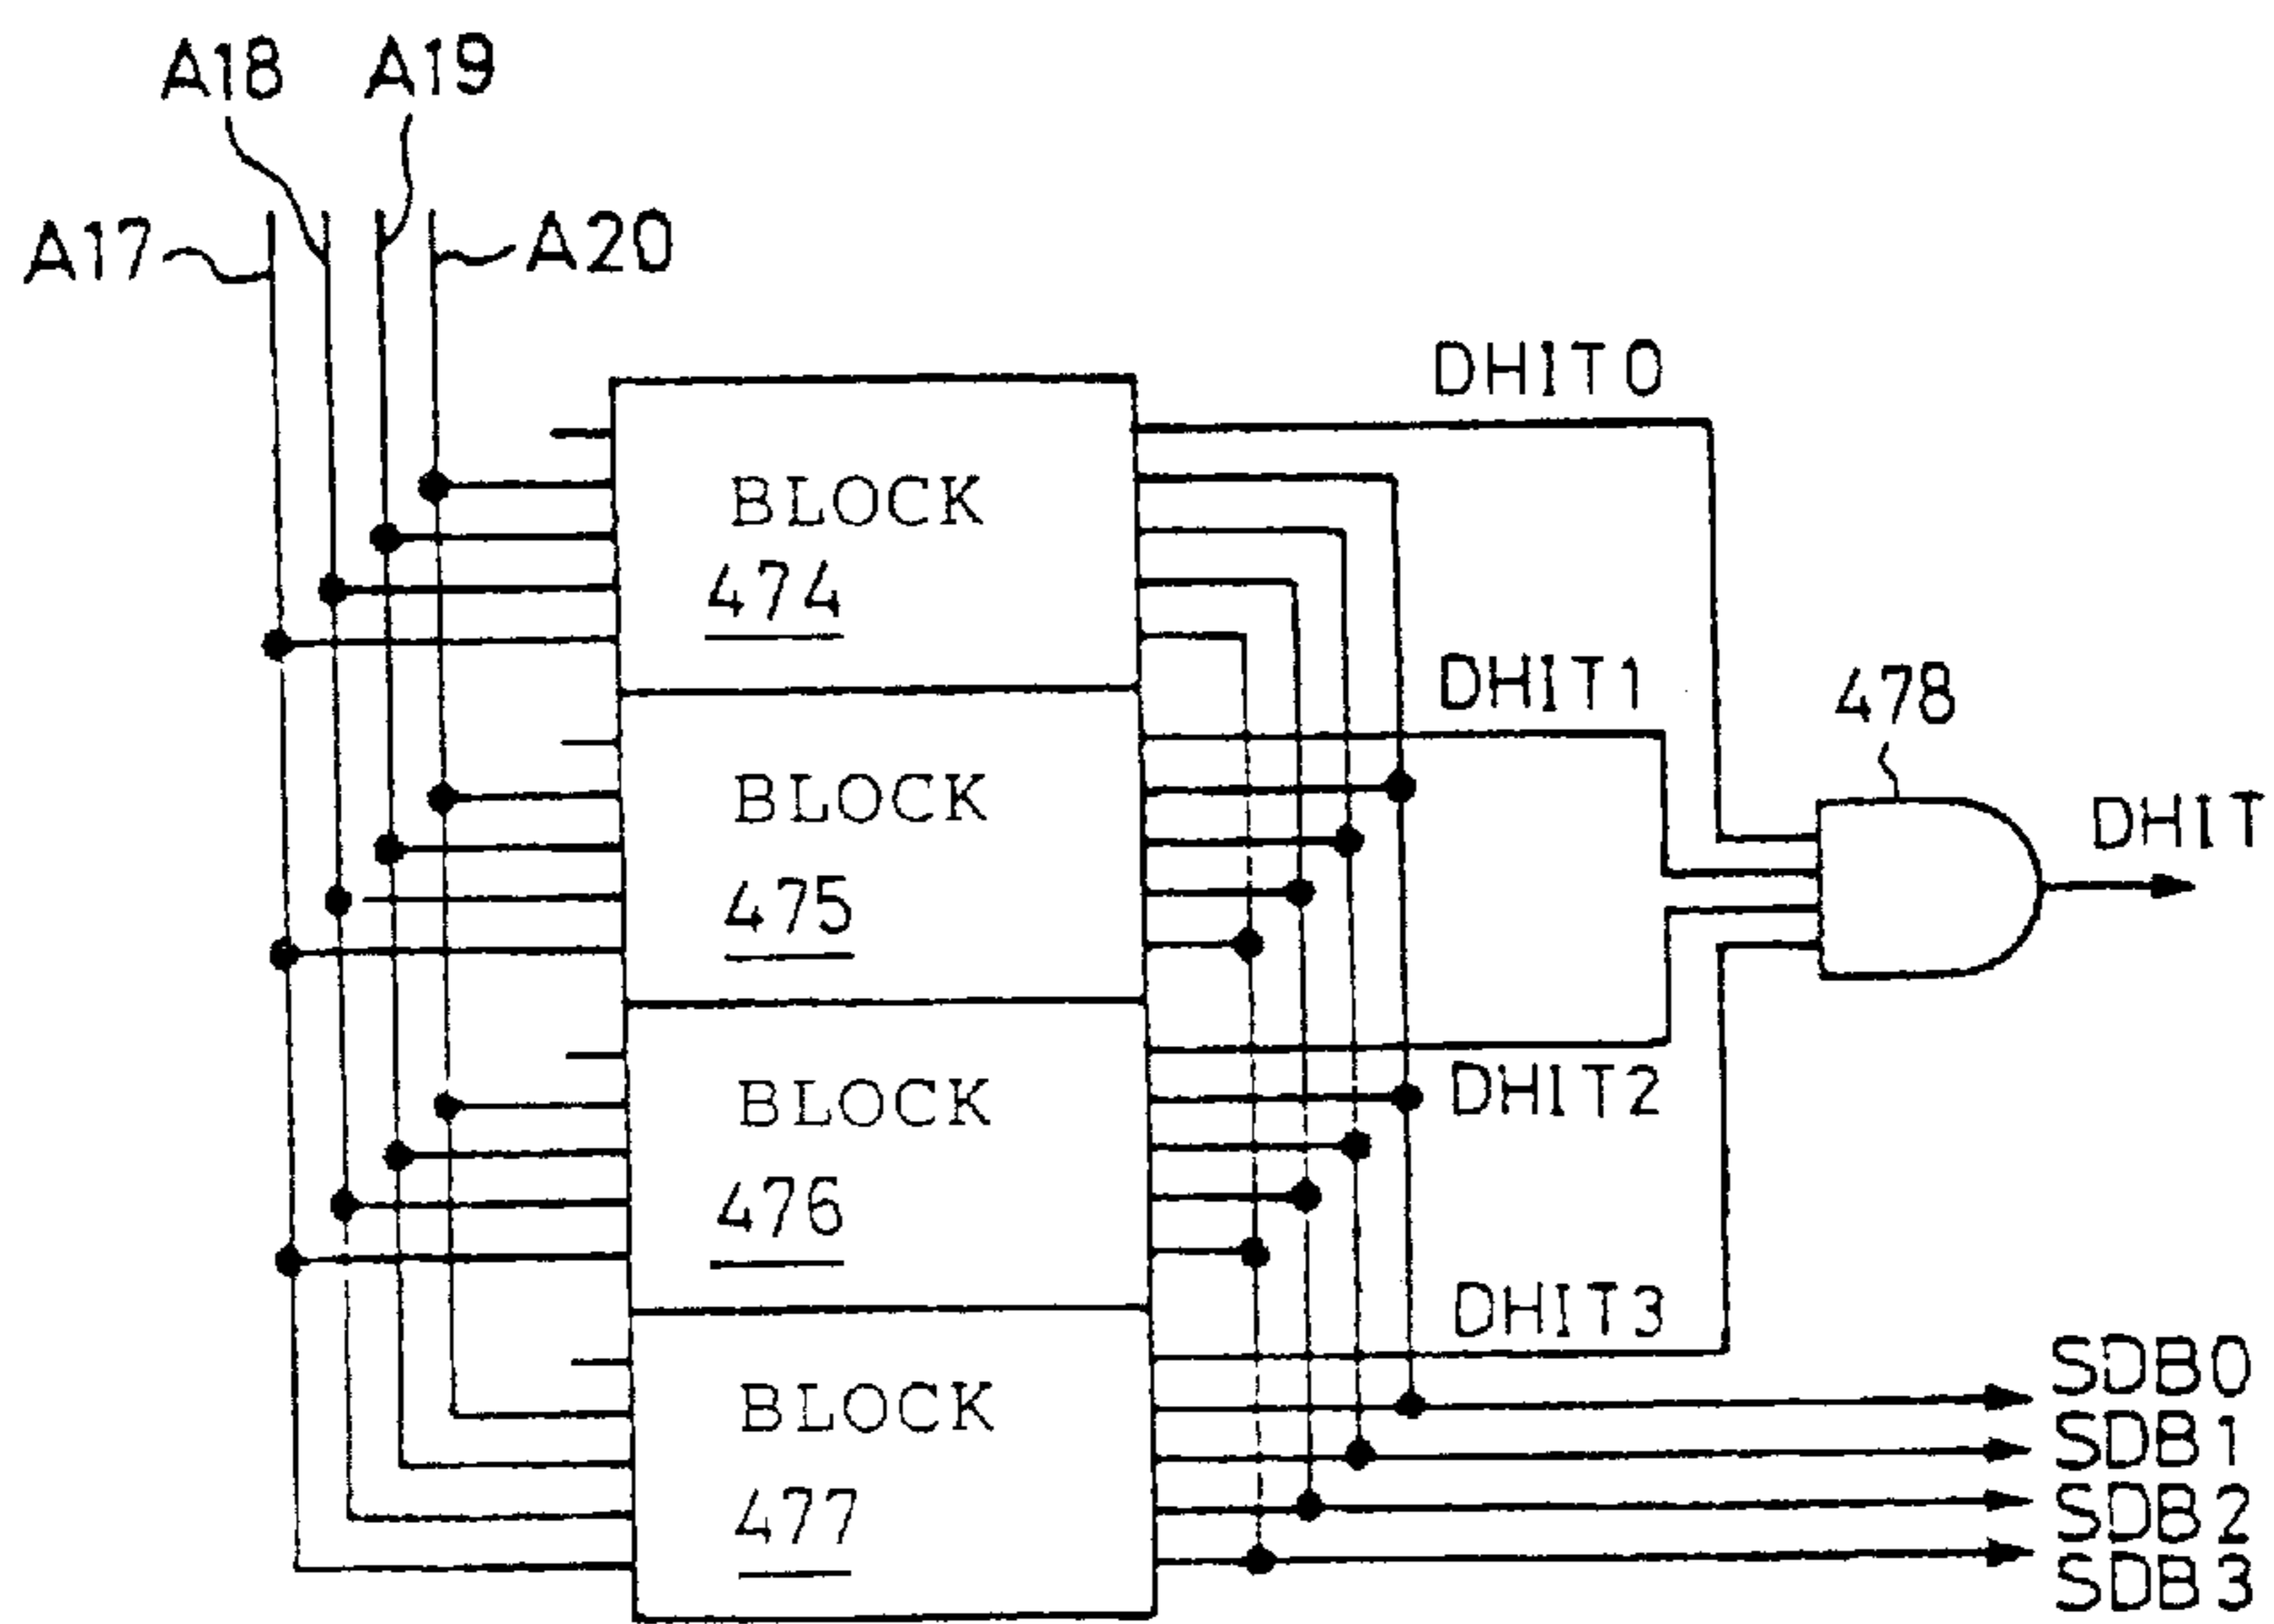 A18 A19
A17 A20
DHIT0
BLOCK
474
DHIT1
478
BLOCK
475
DHIT
BLOCK
476
DHIT2
DHIT3
BLOCK
477
SDB0
SDB1
SDB2
SDB3